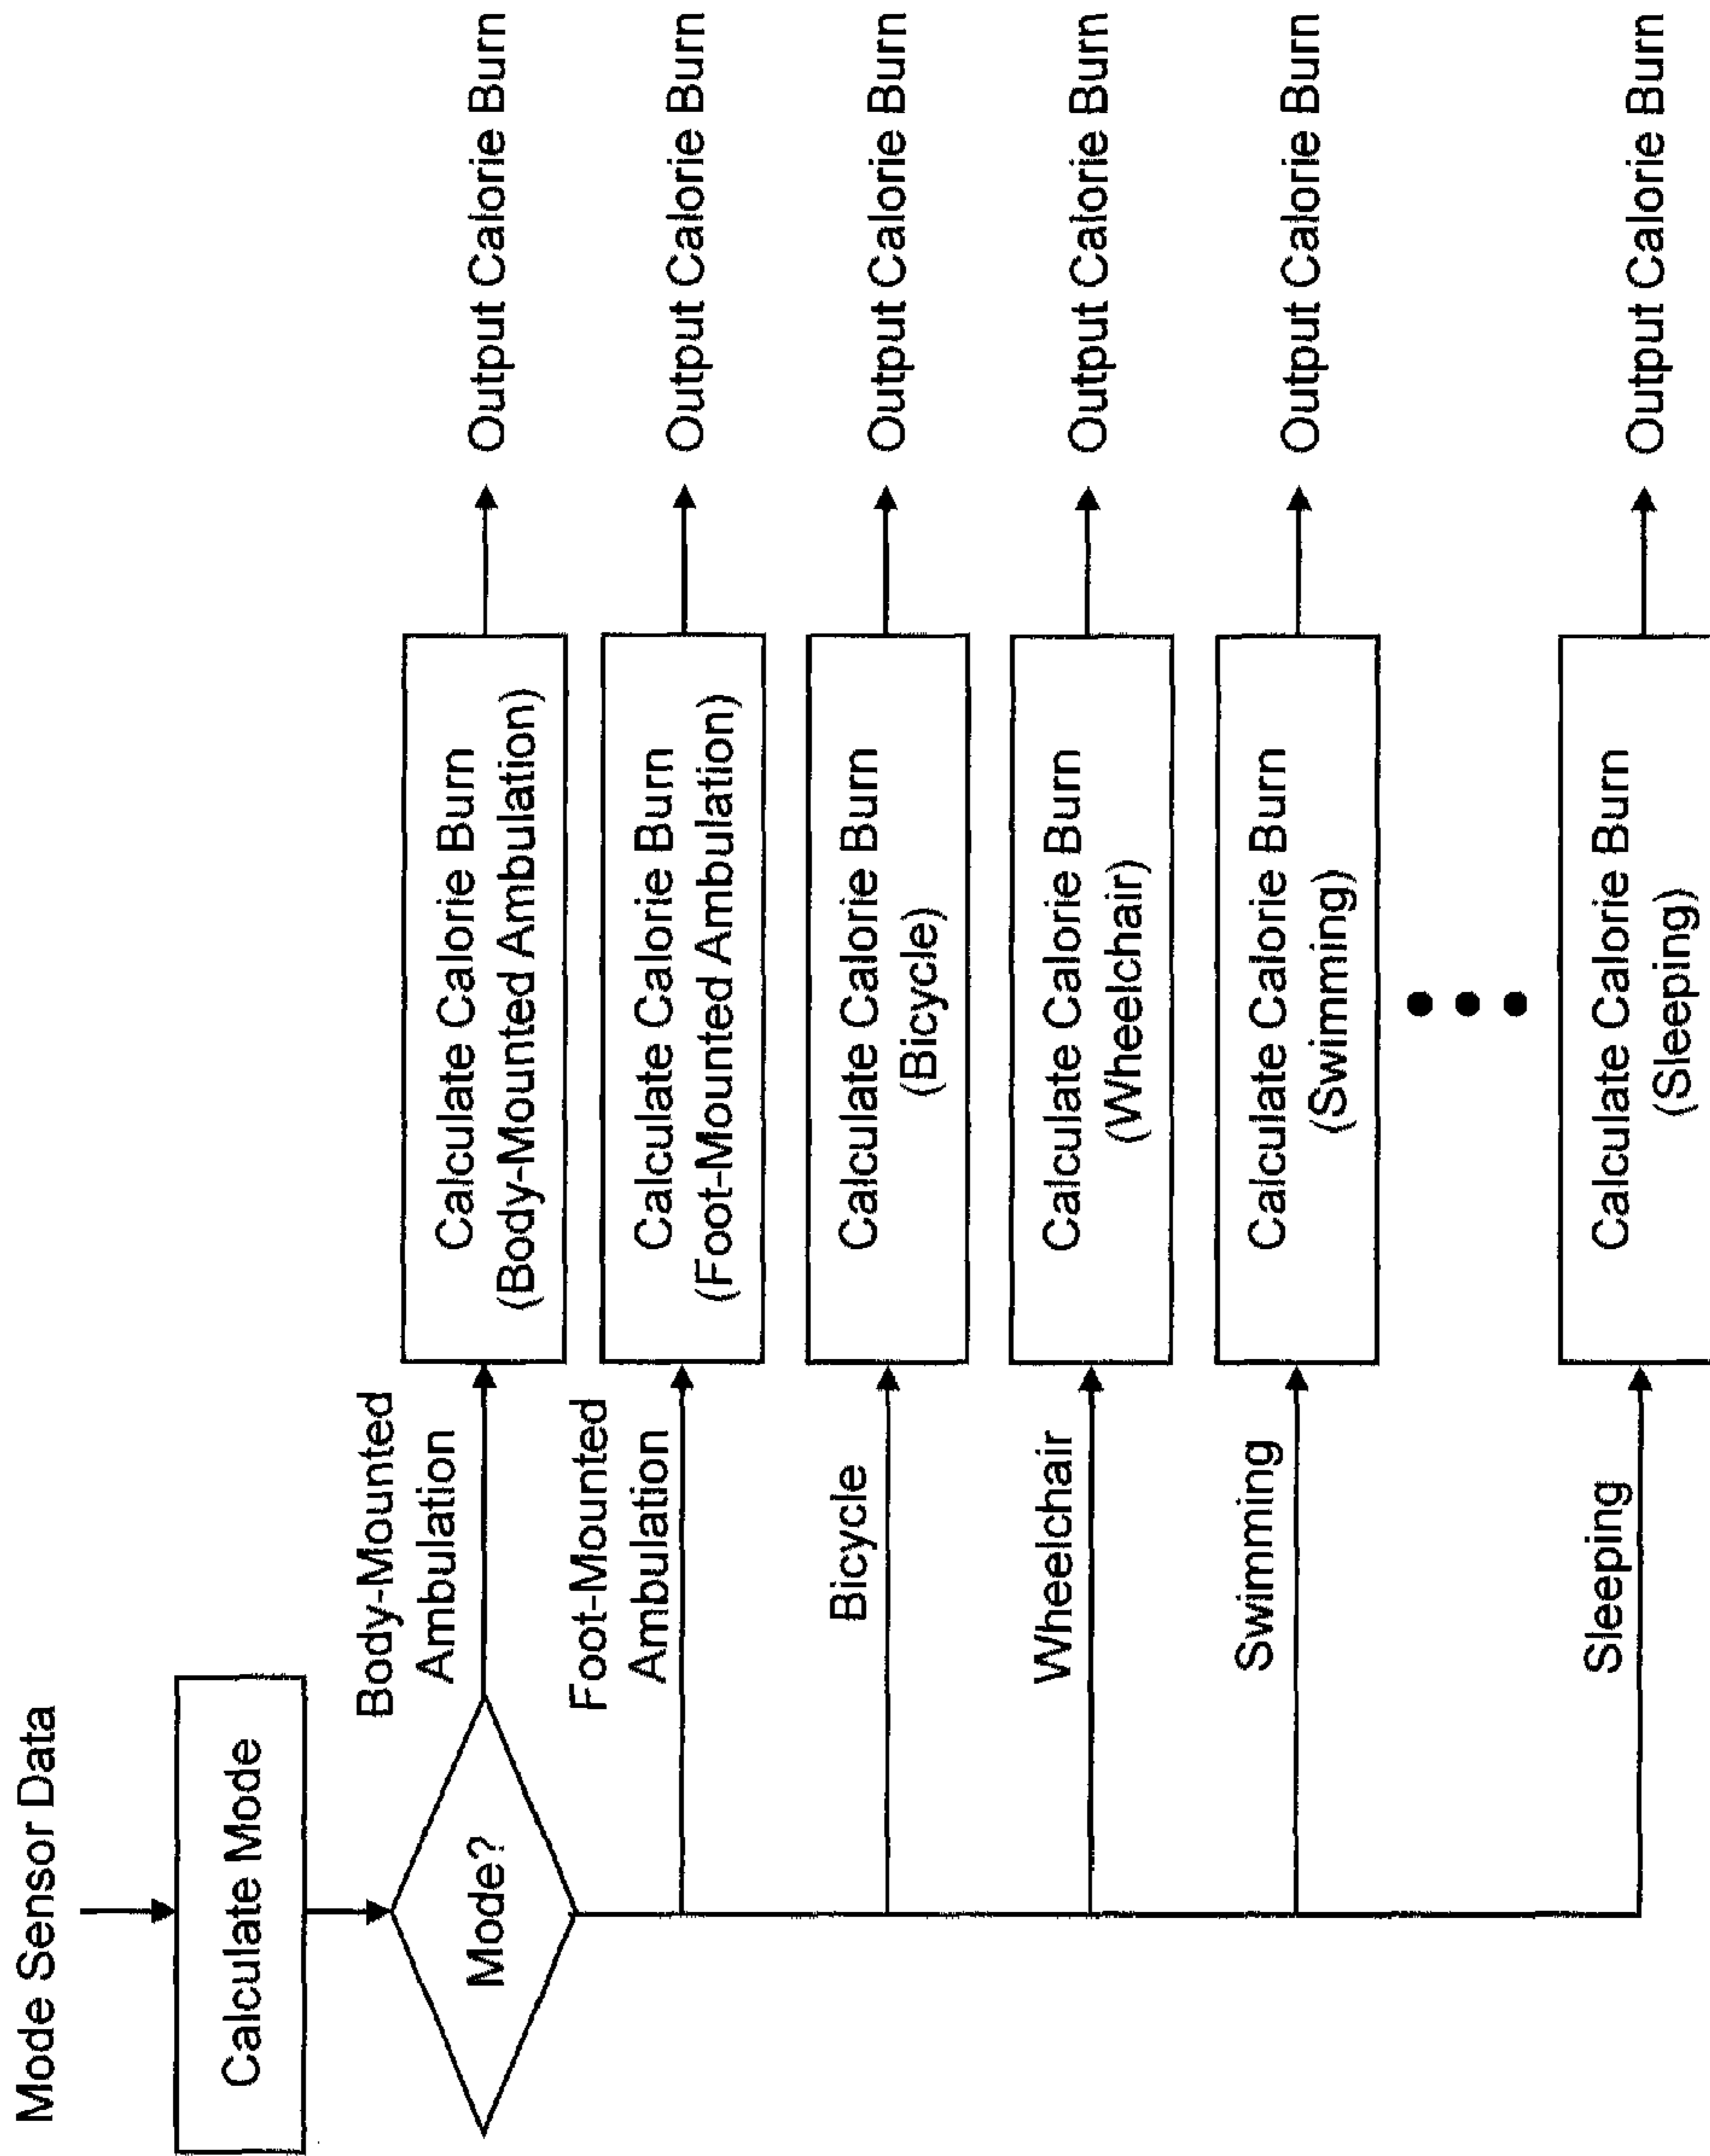 Mode Sensor Data
Calculate Mode
Mode?
Body-Mounted
Ambulation
Calculate Calorie Burn
(Body-Mounted Ambulation)
Output Calorie Burn
Foot-Mounted
Ambulation
Calculate Calorie Burn
(Foot-Mounted Ambulation)
Output Calorie Burn
Bicycle
Calculate Calorie Burn
(Bicycle)
Output Calorie Burn
Wheelchair
Calculate Calorie Burn
(Wheelchair)
Output Calorie Burn
Swimming
Calculate Calorie Burn
(Swimming)
Output Calorie Burn
Sleeping
Calculate Calorie Burn
(Sleeping)
Output Calorie Burn